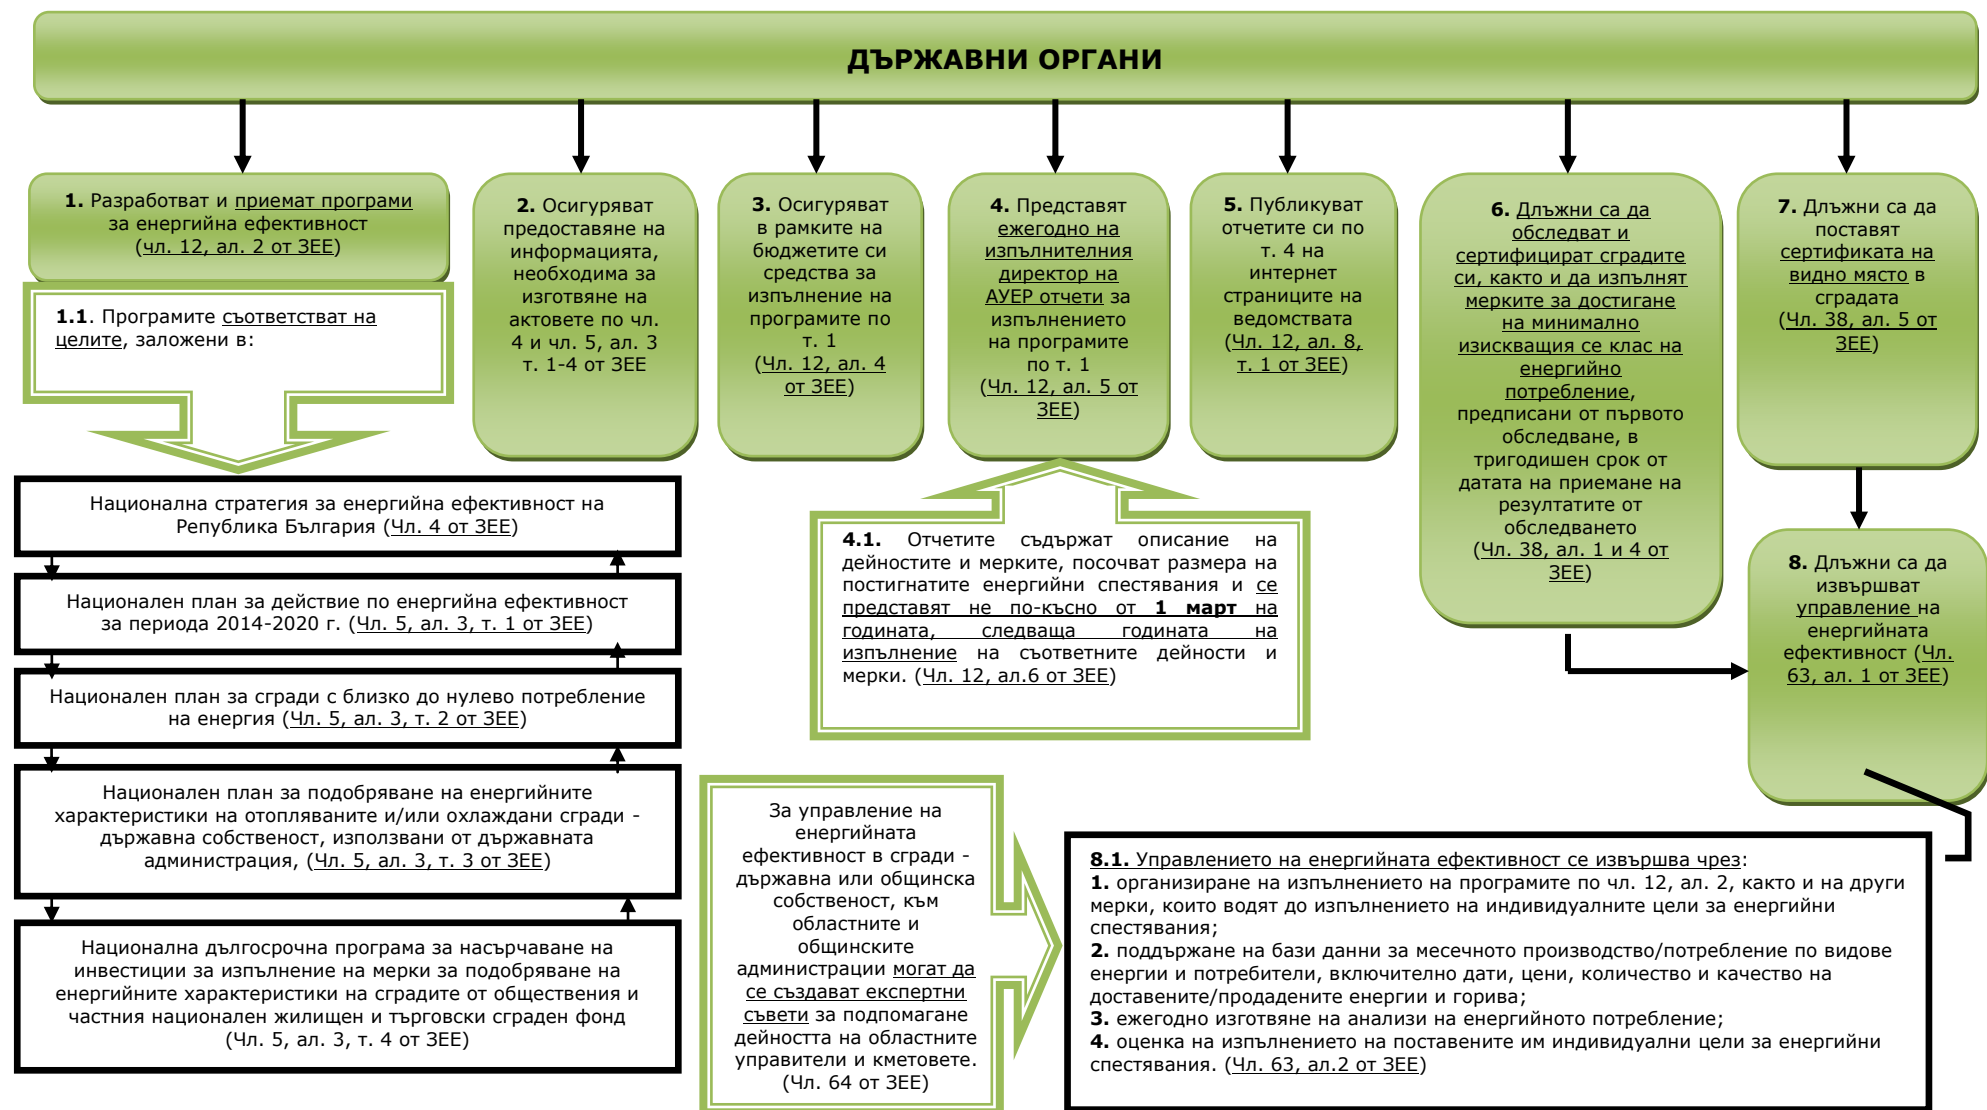 ДЪРЖАВНИ ОРГАНИ
1. Разработват и приемат програми
за енергийна ефективност
(чл. 12, ал. 2 от ЗЕЕ)
1.1. Програмите съответстват на
целите, заложени в:
Национална стратегия за енергийна ефективност на
Република България (Чл. 4 от ЗЕЕ)
Национален план за действие по енергийна ефективност
за периода 2014-2020 г. (Чл. 5, ал. 3, т. 1 от ЗЕЕ)
Национален план за сгради с близко до нулево потребление
на енергия (Чл. 5, ал. 3, т. 2 от ЗЕЕ)
Национален план за подобряване на енергийните
характеристики на отопляваните и/или охлаждани сгради -
държавна собственост, използвани от държавната
администрация, (Чл. 5, ал. 3, т. 3 от ЗЕЕ)
Национална дългосрочна програма за насърчаване на
инвестиции за изпълнение на мерки за подобряване на
енергийните характеристики на сградите от обществения и
частния национален жилищен и търговски сграден фонд
(Чл. 5, ал. 3, т. 4 от ЗЕЕ)
2. Осигуряват
предоставяне на
информацията,
необходима за
изготвяне на
актовете по чл.
4 и чл. 5, ал. 3
т. 1-4 от ЗЕЕ
3. Осигуряват
в рамките на
бюджетите си
средства за
изпълнение на
програмите по
т. 1
(Чл. 12, ал. 4
от ЗЕЕ)
4. Представят
ежегодно на
изпълнителния
директор на
АУЕР отчети за
изпълнението
на програмите
по т. 1
(Чл. 12, ал. 5 от
ЗЕЕ)
4.1. Отчетите съдържат описание на
дейностите и мерките, посочват размера на
постигнатите енергийни спестявания и се
представят не по-късно от 1 март на
годината, следваща годината на
изпълнение на съответните дейности и
мерки. (Чл. 12, ал.6 от ЗЕЕ)
5. Публикуват
отчетите си по
т. 4 на
интернет
страниците на
ведомствата
(Чл. 12, ал. 8,
т. 1 от ЗЕЕ)
6. Длъжни са да
обследват и
сертифицират сградите
си, както и да изпълнят
мерките за достигане
на минимално
изискващия се клас на
енергийно
потребление,
предписани от първото
обследване, в
тригодишен срок от
датата на приемане на
резултатите от
обследването
(Чл. 38, ал. 1 и 4 от
ЗЕЕ)
7. Длъжни са да
поставят
сертификата на
видно място в
сградата
(Чл. 38, ал. 5 от
ЗЕЕ)
8. Длъжни са да
извършват
управление на
енергийната
ефективност (Чл.
63, ал. 1 от ЗЕЕ)
За управление на
енергийната
ефективност в сгради -
държавна или общинска
собственост, към
областните и
общинските
администрации могат да
се създават експертни
съвети за подпомагане
дейността на областните
управители и кметовете.
(Чл. 64 от ЗЕЕ)
8.1. Управлението на енергийната ефективност се извършва чрез:
1. организиране на изпълнението на програмите по чл. 12, ал. 2, както и на други
мерки, които водят до изпълнението на индивидуалните цели за енергийни
спестявания;
2. поддържане на бази данни за месечното производство/потребление по видове
енергии и потребители, включително дати, цени, количество и качество на
доставените/продадените енергии и горива;
3. ежегодно изготвяне на анализи на енергийното потребление;
4. оценка на изпълнението на поставените им индивидуални цели за енергийни
спестявания. (Чл. 63, ал.2 от ЗЕЕ)